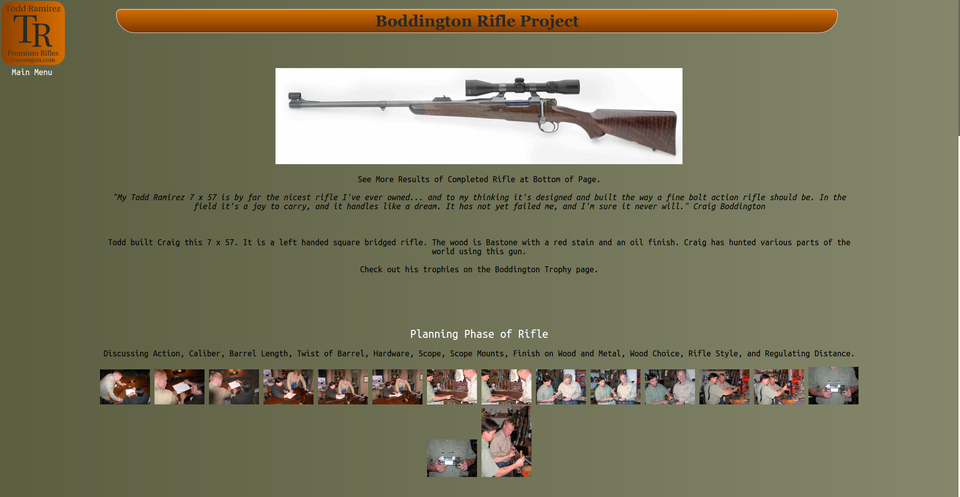 Todd Ramirez
TR
Premium Rifles
Main Menu
Boddington Rifle Project
See More Results of Completed Rifle at Bottom of Page.
"My Todd Ramirez 7 x 57 is by far the nicest rifle I've ever owned... and to my thinking it's designed and built the way a fine bolt action rifle should be. In the
field it's a joy to carry, and it handles like a dream. It has not yet failed me, and I'm sure it never will." Craig Boddington
Todd built Craig this 7 x 57. It is a left handed square bridged rifle. The wood is Bastone with a red stain and an oil finish. Craig has hunted various parts of the
world using this gun.
Check out his trophies on the Boddington Trophy page.
Planning Phase of Rifle
Discussing Action, Caliber, Barrel Length, Twist of Barrel, Hardware, Scope, Scope Mounts, Finish on Wood and Metal, Wood Choice, Rifle Style, and Regulating Distance.